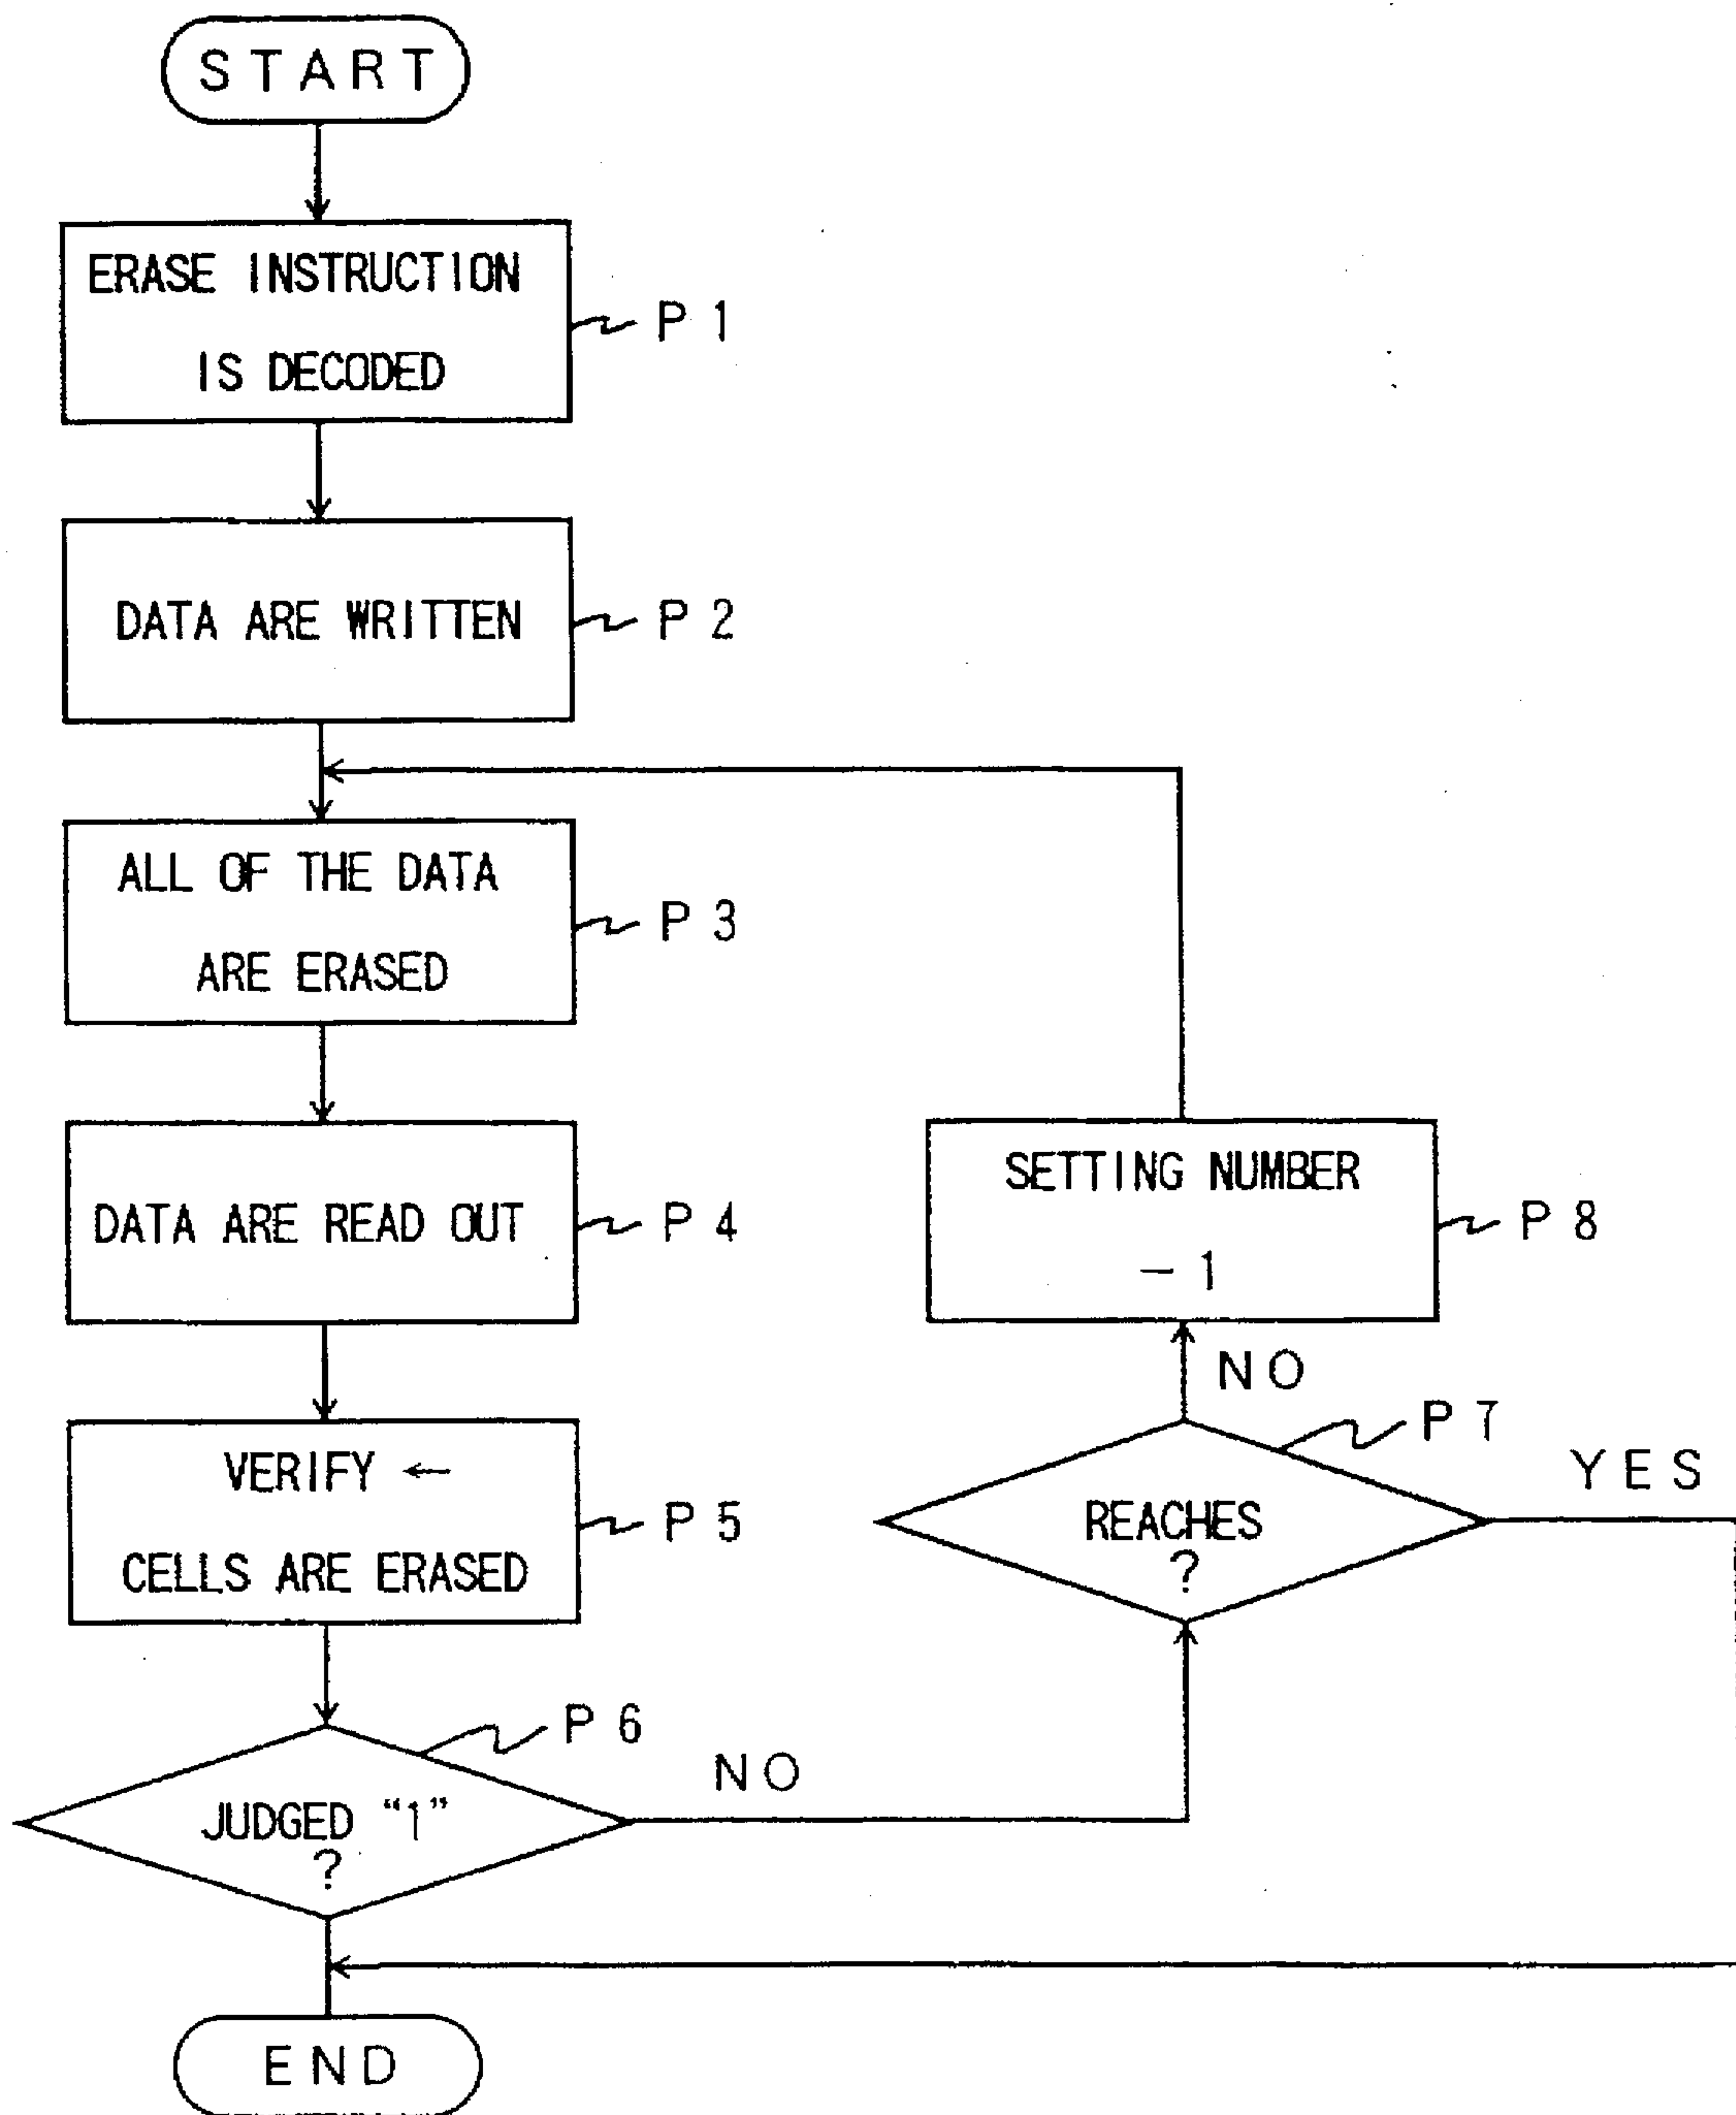 START
ERASE INSTRUCTION
IS DECODED
P1
DATA ARE WRITTEN
P2
ALL OF THE DATA
ARE ERASED
P3
DATA ARE READ OUT
P4
VERIFY ←
CELLS ARE ERASED
P5
JUDGED "1"
?
P6
NO
REACHES
?
P7
YES
NO
SETTING NUMBER
-1
P8
END